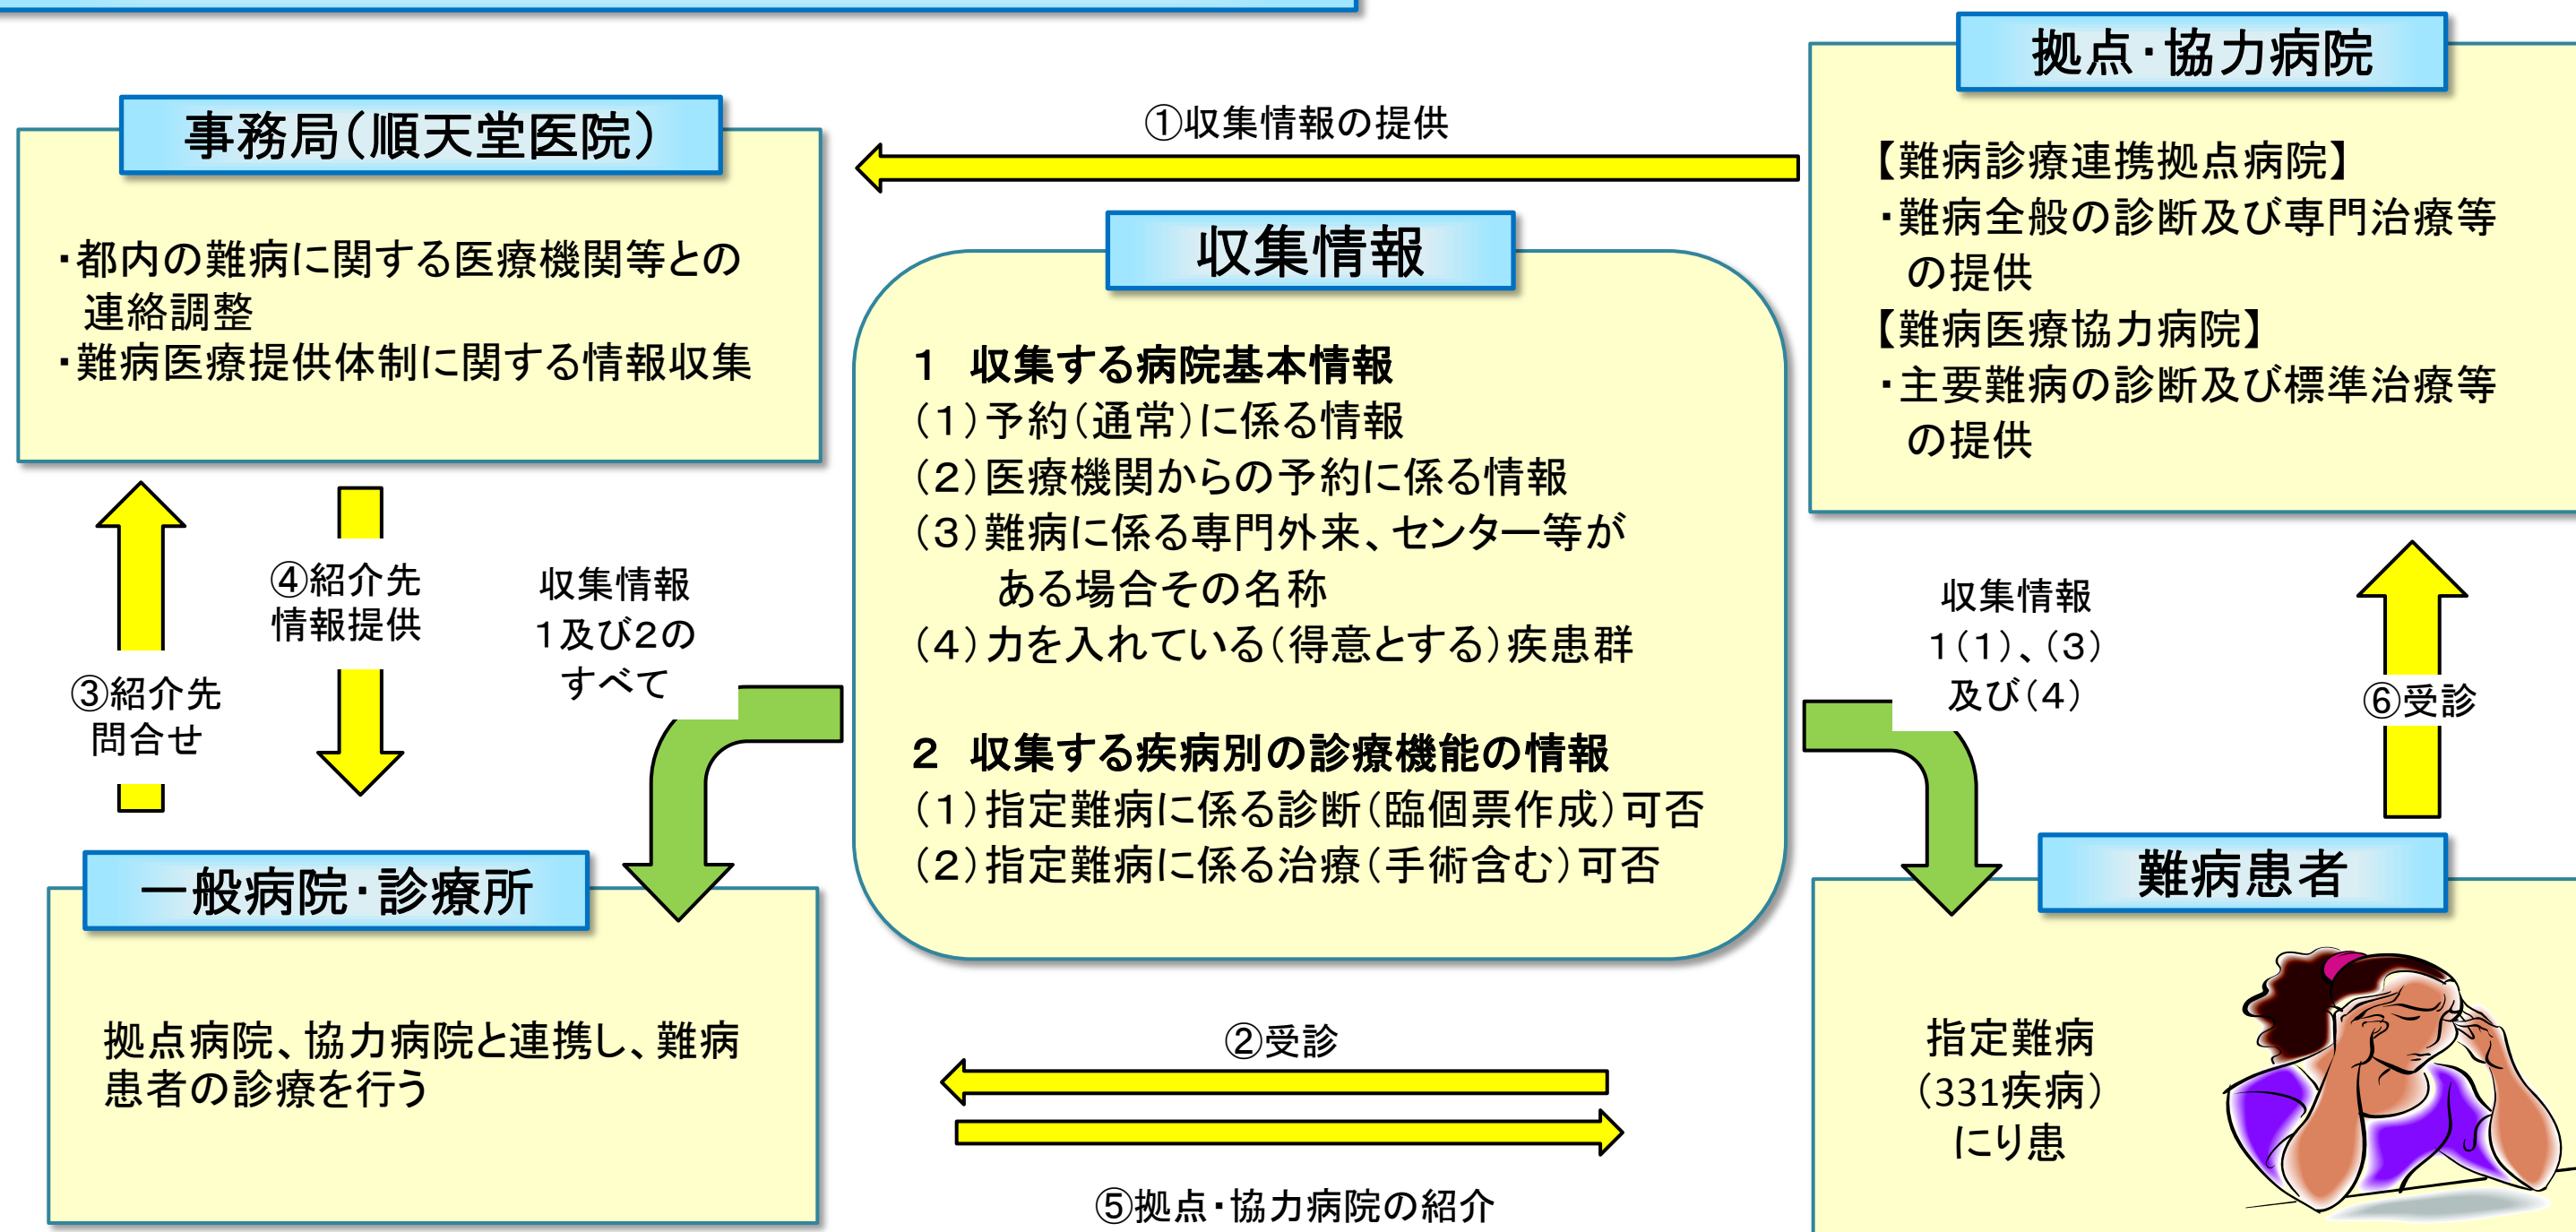 事務局(順天堂医院)
・都内の難病に関する医療機関等との
連絡調整
・難病医療提供体制に関する情報収集
①収集情報の提供
拠点・協力病院
【難病診療連携拠点病院】
・難病全般の診断及び専門治療等
の提供
【難病医療協力病院】
・主要難病の診断及び標準治療等
の提供
収集情報
1 収集する病院基本情報
(1)予約(通常)に係る情報
(2)医療機関からの予約に係る情報
(3)難病に係る専門外来、センター等が
ある場合その名称
(4)力を入れている(得意とする)疾患群
2 収集する疾病別の診療機能の情報
(1)指定難病に係る診断(臨個票作成)可否
(2)指定難病に係る治療(手術含む)可否
③紹介先
問合せ
④紹介先
情報提供
収集情報
1及び2の
すべて
収集情報
1(1)、(3)
及び(4)
⑥受診
一般病院・診療所
拠点病院、協力病院と連携し、難病
患者の診療を行う
②受診
⑤拠点・協力病院の紹介
難病患者
指定難病
(331疾病)
にり患